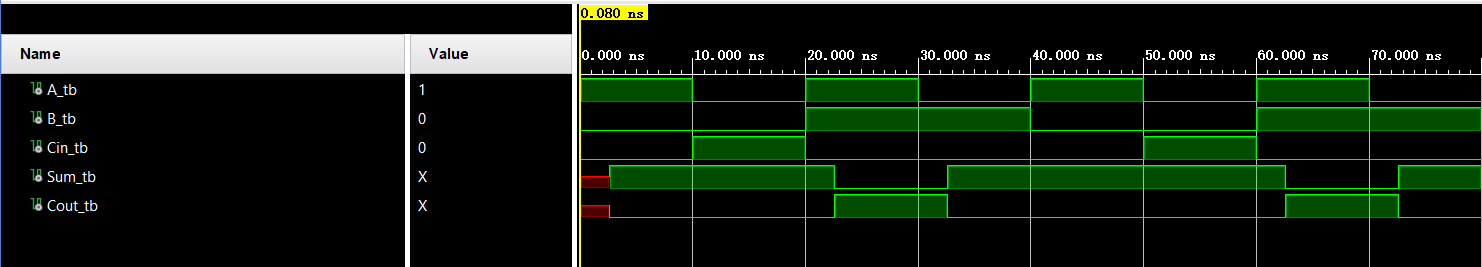 0.080 ns
Name Value
0.000 ns 10.000 ns 20.000 ns 30.000 ns 40.000 ns 50.000 ns 60.000 ns 70.000 ns
A_tb 1
B_tb 0
Cin_tb 0
Sum_tb X
Cout_tb X